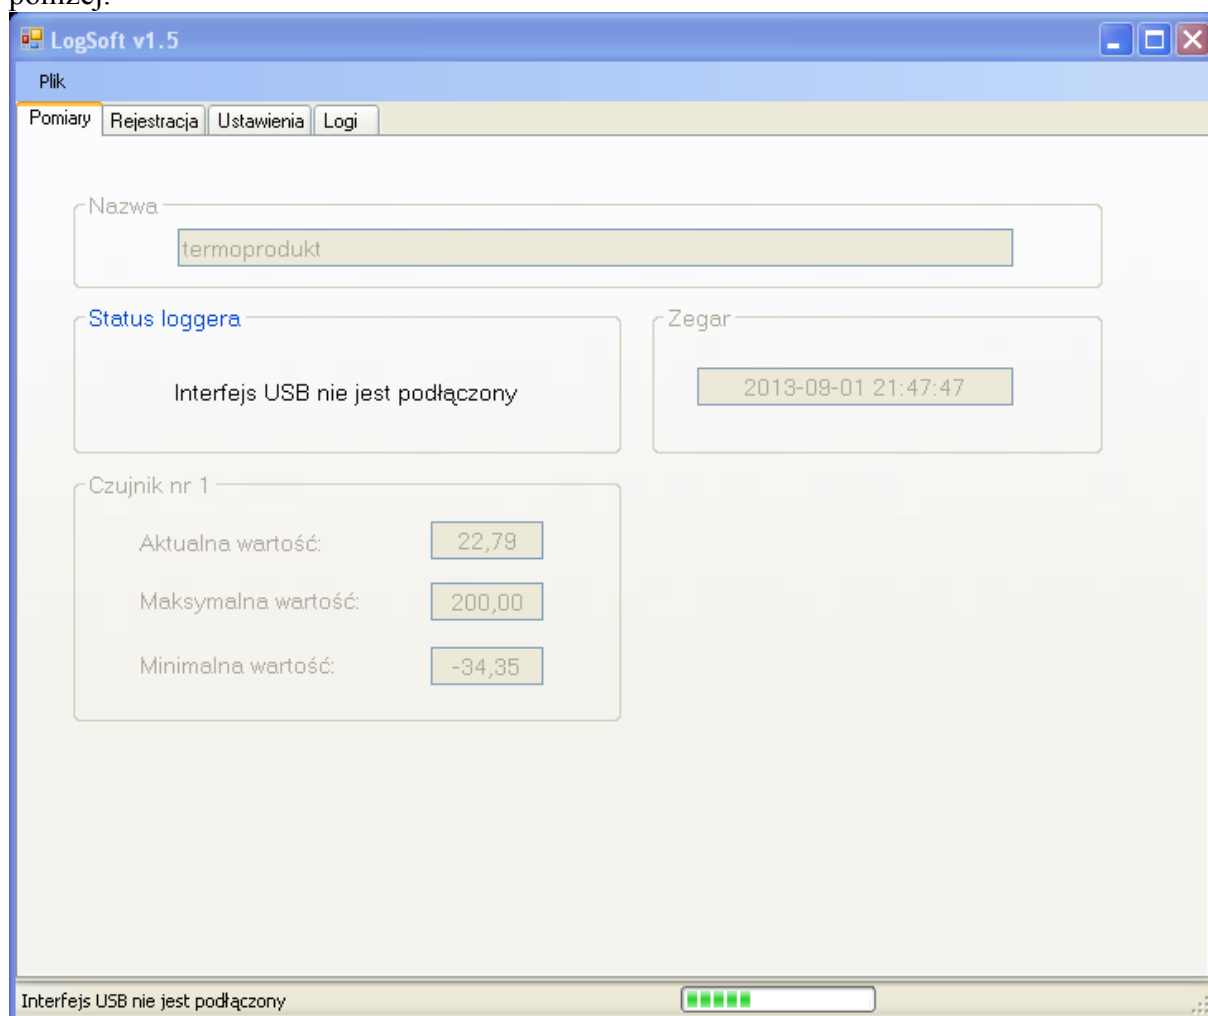 poniżej.
LogSoft v1.5
Plik
Pomiary Rejestracja Ustawienia Logi
Nazwa
termoprodukt
Status loggera
Interfejs USB nie jest podłączony
Zegar
2013-09-01 21:47:47
Czujnik nr 1
Aktualna wartość: 22,79
Maksymalna wartość: 200,00
Minimalna wartość: -34,35
Interfejs USB nie jest podłączony